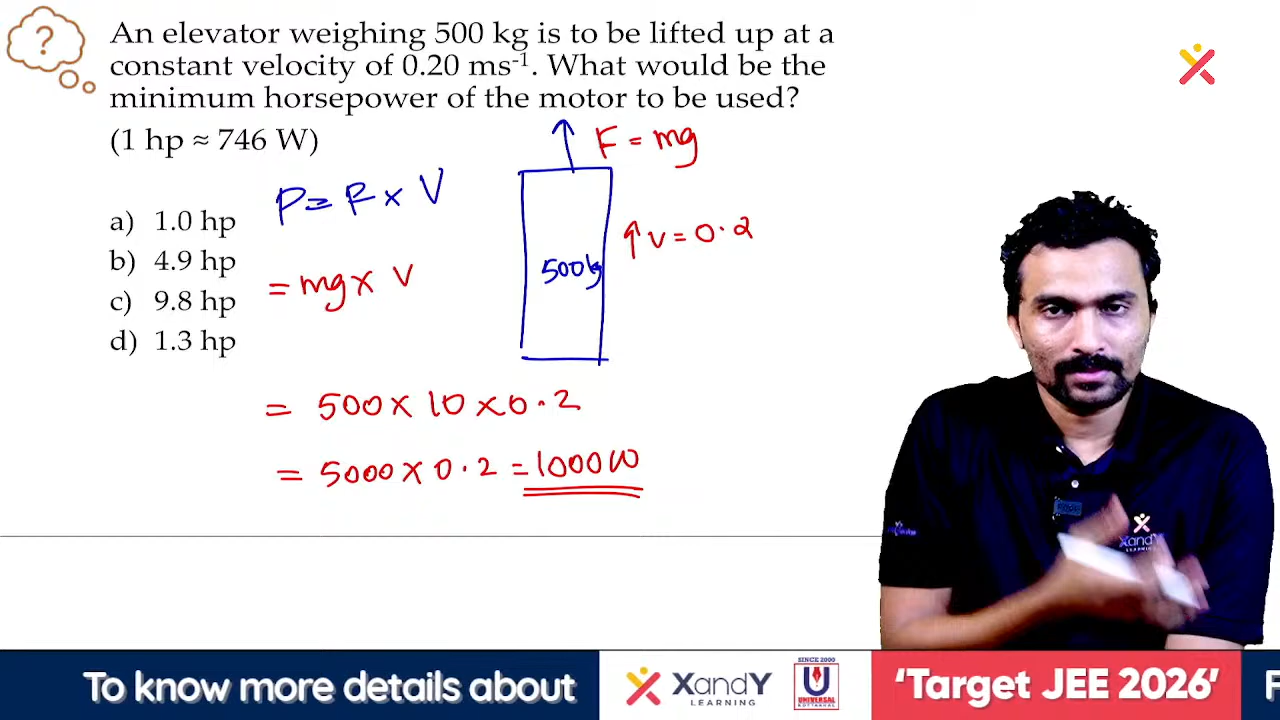 ?
An elevator weighing 500 kg is to be lifted up at a
constant velocity of 0.20 ms⁻¹. What would be the
minimum horsepower of the motor to be used?
(1 hp ≈ 746 W)
F = mg
P = F × V
a) 1.0 hp
b) 4.9 hp
c) 9.8 hp
d) 1.3 hp
= mg × V
500kg
↑ V = 0.2
= 500 × 10 × 0.2
= 5000 × 0.2 = 1000 W
XandY
LEARNING
To know more details about
XandY
LEARNING
SINCE 2000
U
UNIVERSAL
KOTTAKKAL
'Target JEE 2026'